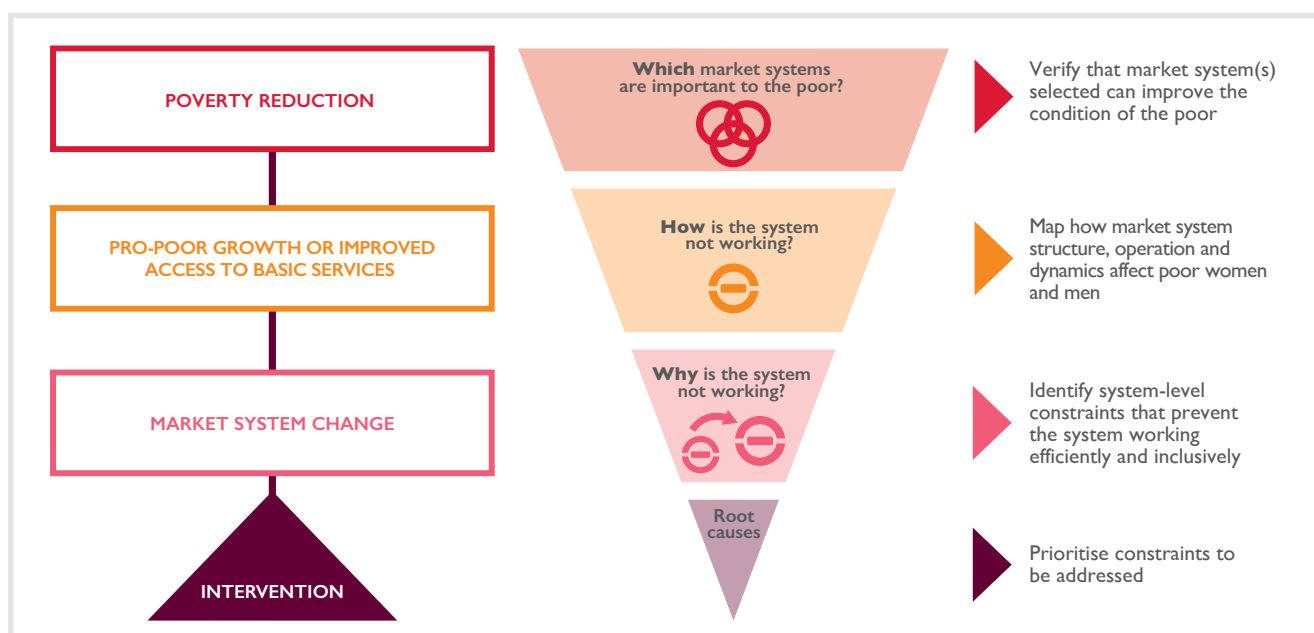 POVERTY REDUCTION
Which market systems
are important to the poor?
Verify that market system(s)
selected can improve the
condition of the poor
PRO-POOR GROWTH OR IMPROVED
ACCESS TO BASIC SERVICES
How is the system
not working?
Map how market system
structure, operation and
dynamics affect poor women
and men
MARKET SYSTEM CHANGE
Why is the system
not working?
Identify system-level
constraints that prevent
the system working
efficiently and inclusively
INTERVENTION
Root
causes
Prioritise constraints to
be addressed